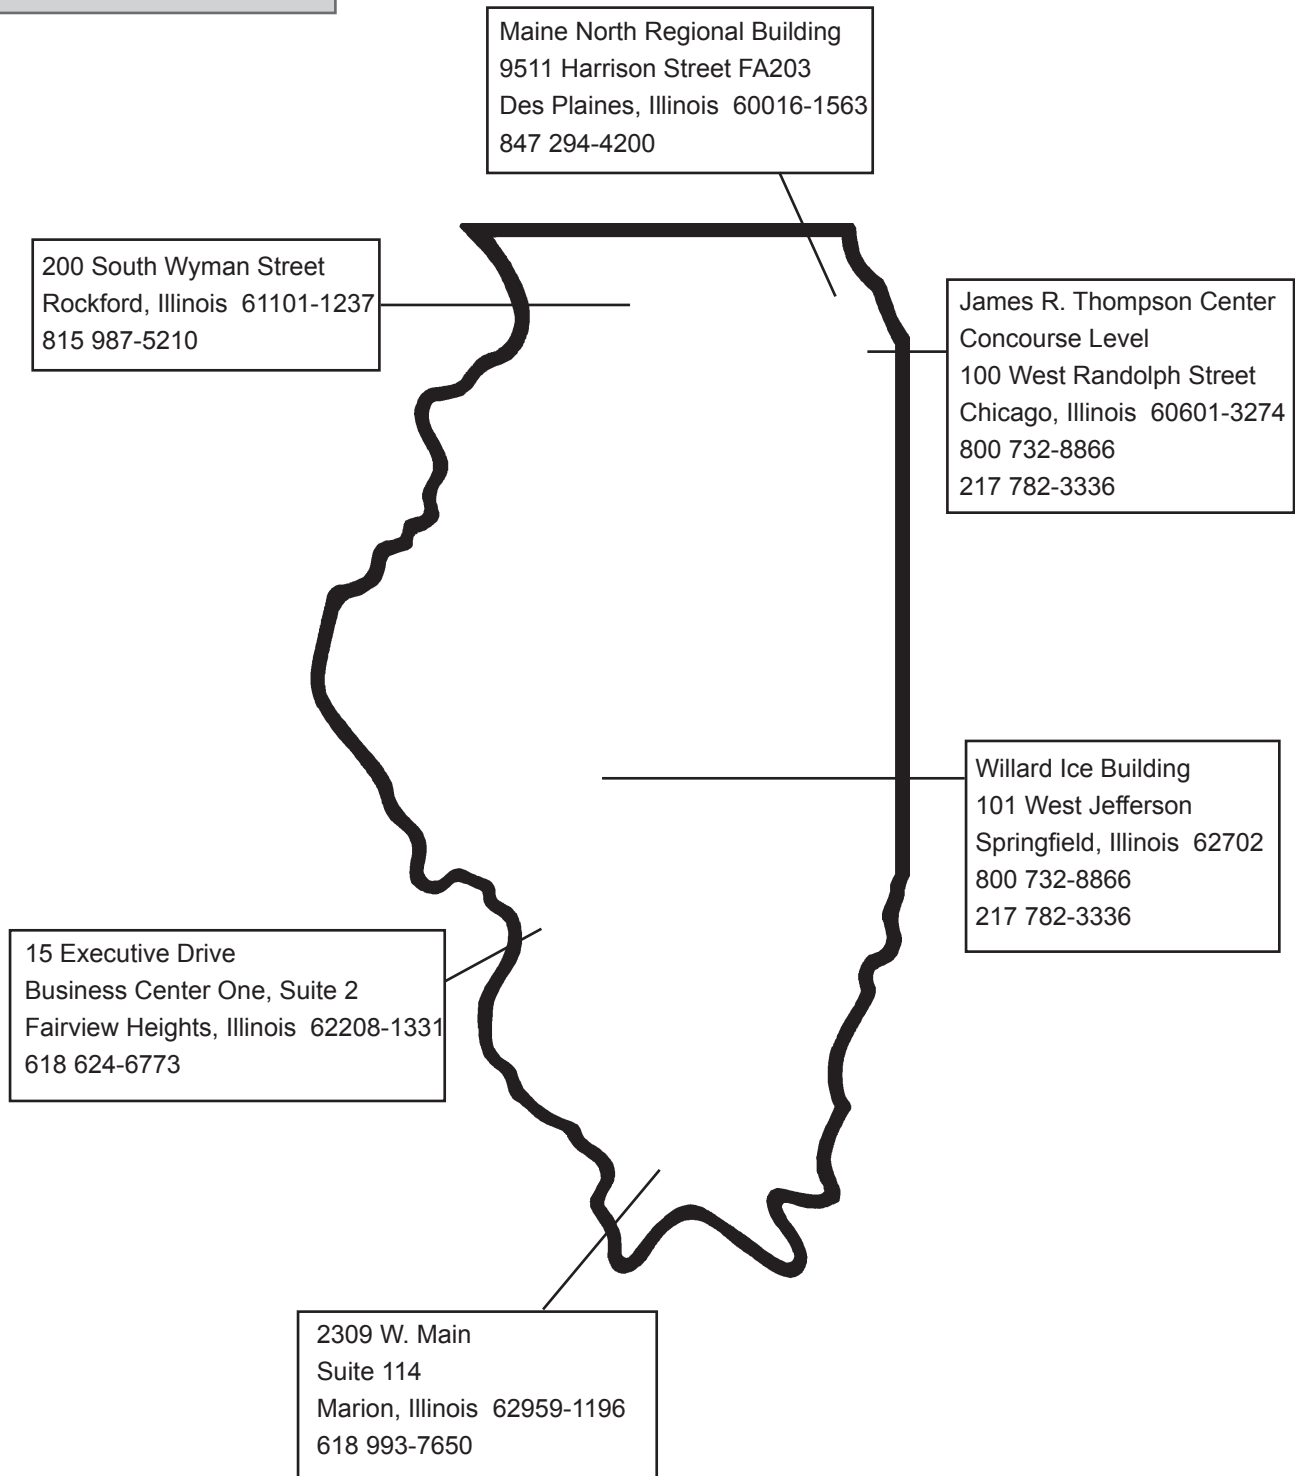 Maine North Regional Building
9511 Harrison Street FA203
Des Plaines, Illinois  60016-1563
847 294-4200
200 South Wyman Street
Rockford, Illinois  61101-1237
815 987-5210
James R. Thompson Center
Concourse Level
100 West Randolph Street
Chicago, Illinois  60601-3274
800 732-8866
217 782-3336
Willard Ice Building
101 West Jefferson
Springfield, Illinois  62702
800 732-8866
217 782-3336
15 Executive Drive
Business Center One, Suite 2
Fairview Heights, Illinois  62208-1331
618 624-6773
2309 W. Main
Suite 114
Marion, Illinois  62959-1196
618 993-7650